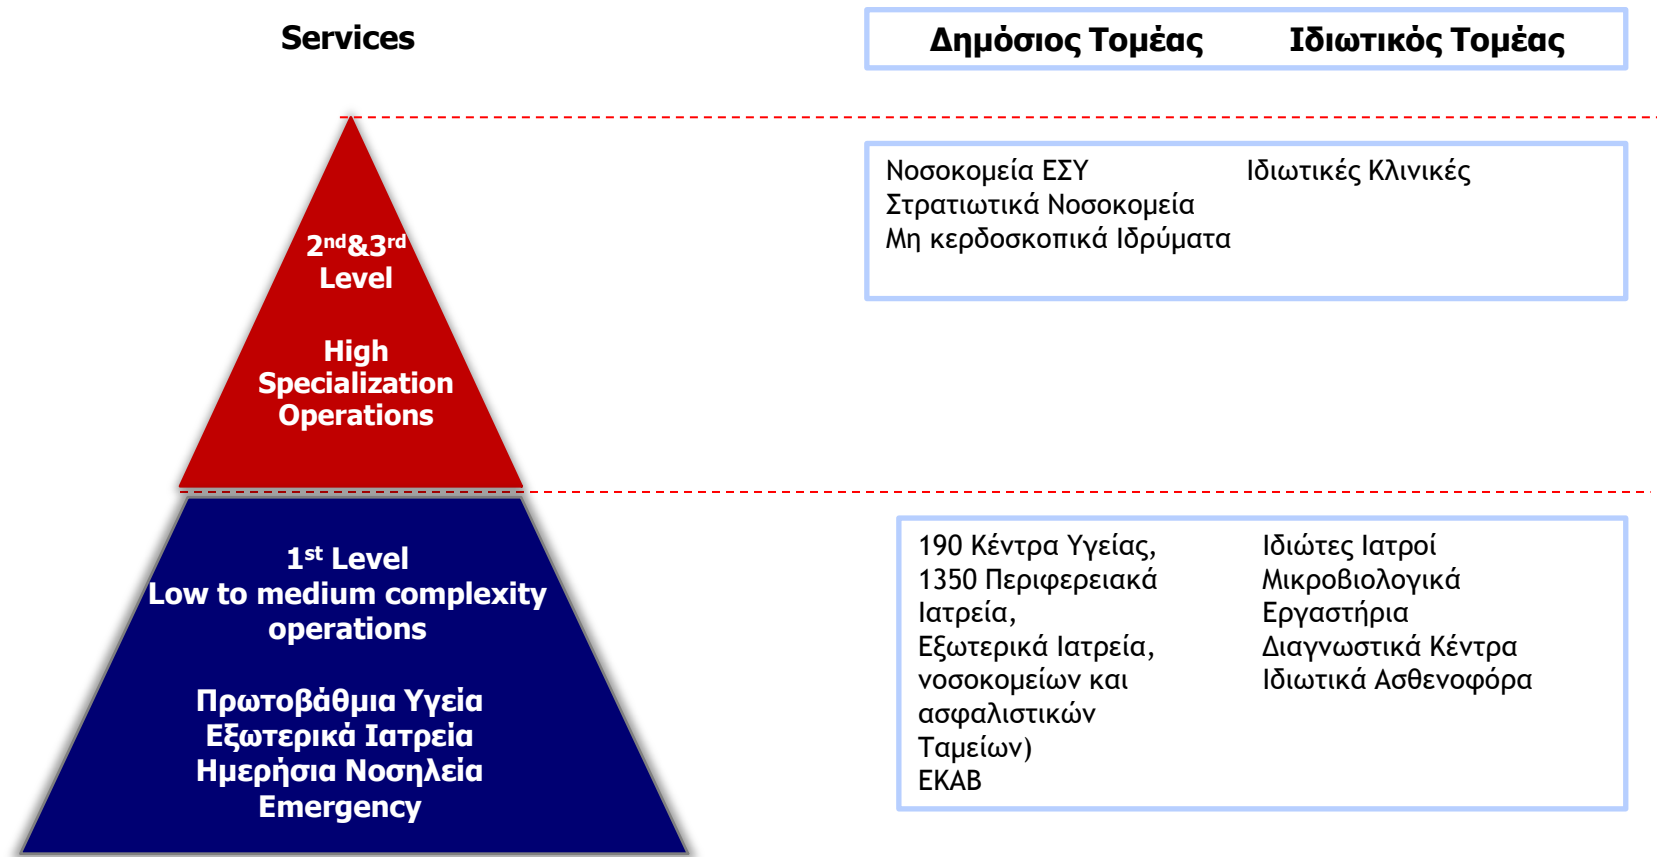 Services
Δημόσιος Τομέας Ιδιωτικός Τομέας
2nd&3rd
Level
High
Specialization
Operations
Νοσοκομεία ΕΣΥ
Στρατιωτικά Νοσοκομεία
Μη κερδοσκοπικά Ιδρύματα
Ιδιωτικές Κλινικές
1st Level
Low to medium complexity
operations
Πρωτοβάθμια Υγεία
Εξωτερικά Ιατρεία
Ημερήσια Νοσηλεία
Emergency
190 Κέντρα Υγείας,
1350 Περιφερειακά
Ιατρεία,
Εξωτερικά Ιατρεία,
νοσοκομείων και
ασφαλιστικών
Ταμείων)
ΕΚΑΒ
Ιδιώτες Ιατροί
Μικροβιολογικά
Εργαστήρια
Διαγνωστικά Κέντρα
Ιδιωτικά Ασθενοφόρα